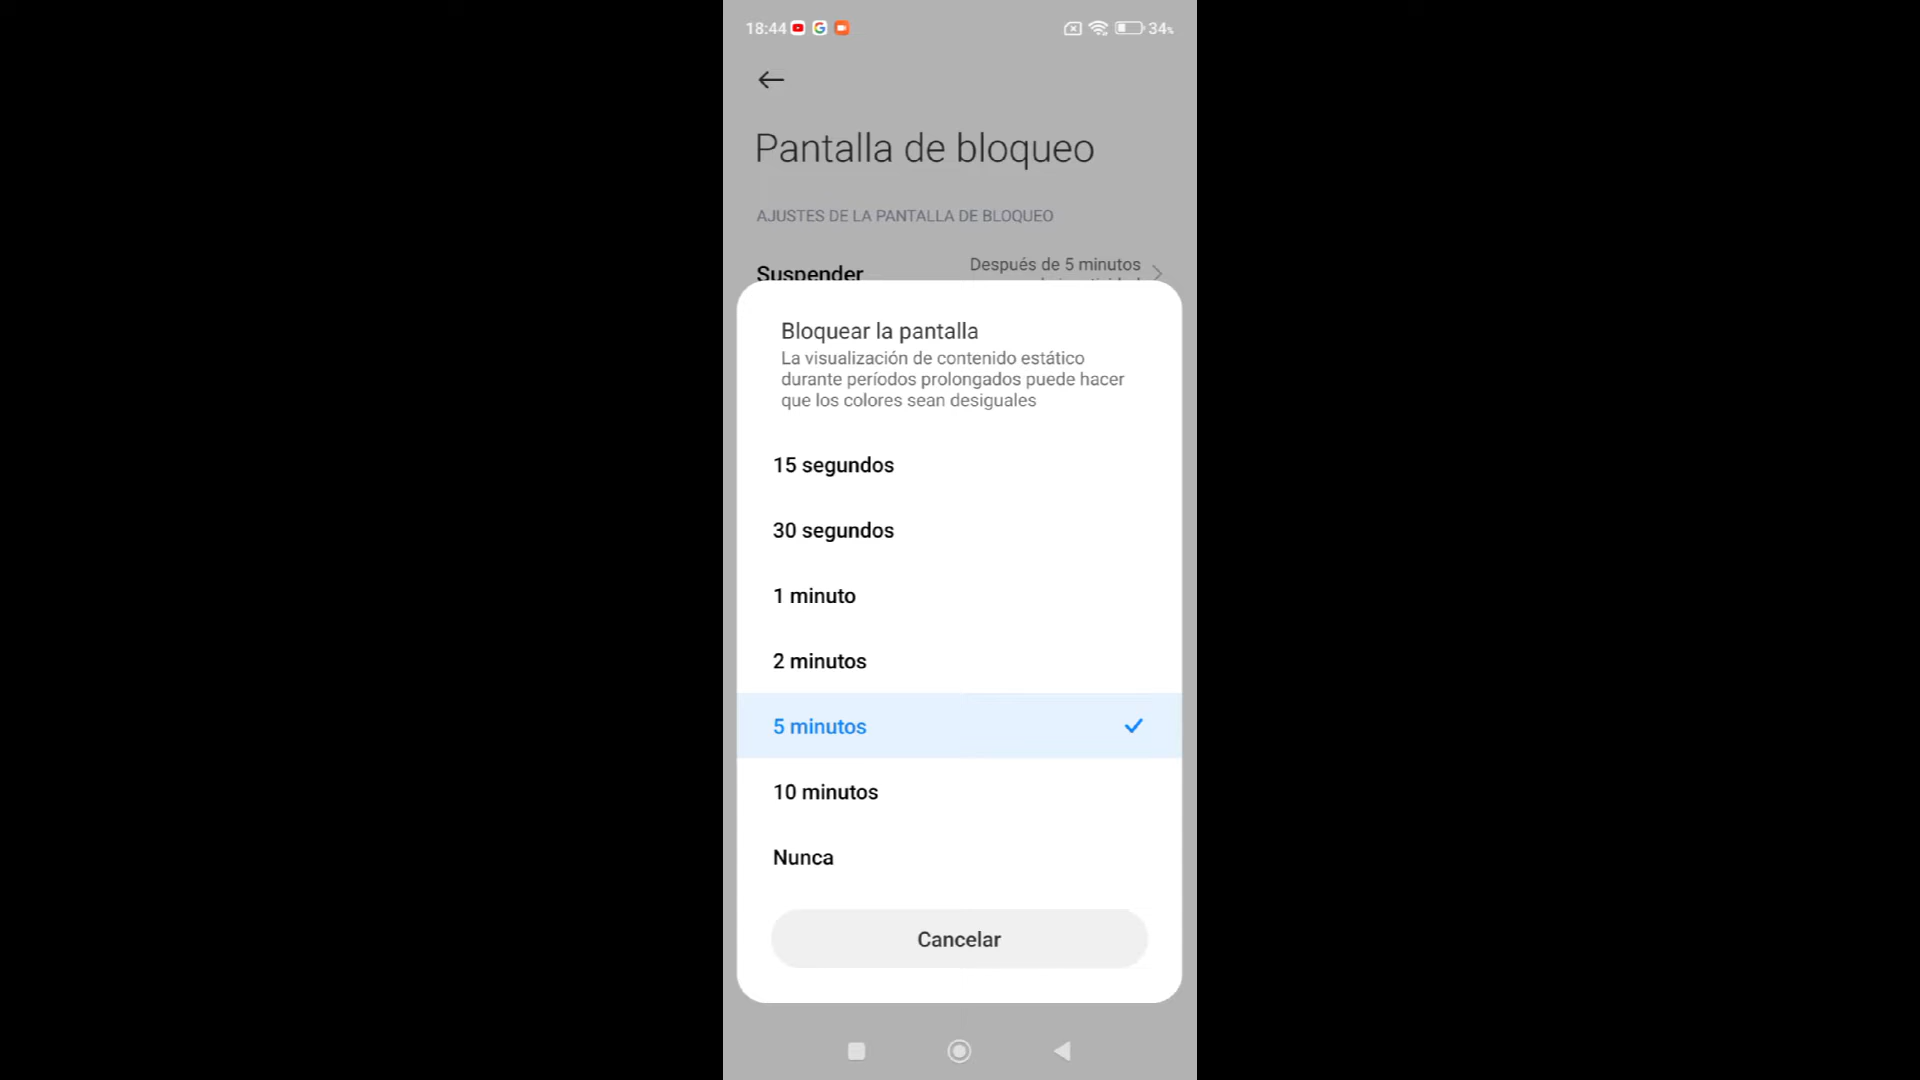 18:44
34%
Pantalla de bloqueo
AJUSTES DE LA PANTALLA DE BLOQUEO
Suspender
Después de 5 minutos
Bloquear la pantalla
La visualización de contenido estático
durante períodos prolongados puede hacer
que los colores sean desiguales
15 segundos
30 segundos
1 minuto
2 minutos
5 minutos
10 minutos
Nunca
Cancelar